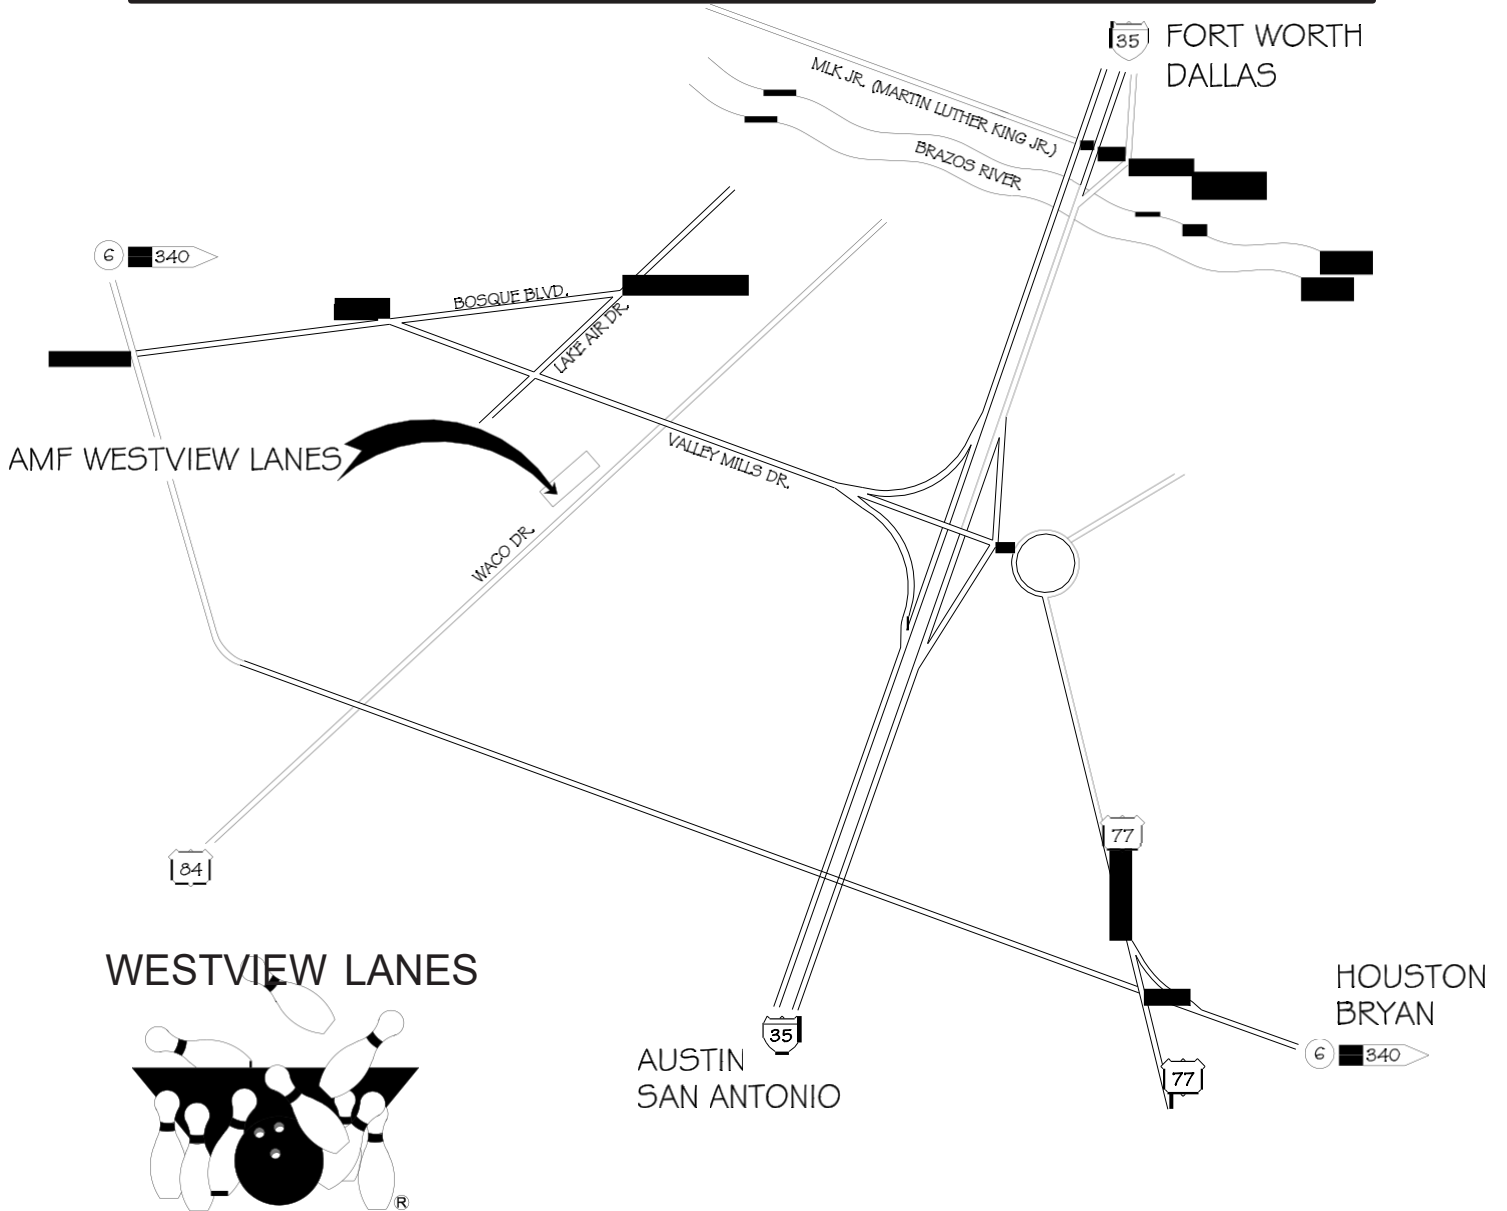 35
FORT WORTH
DALLAS
MLK JR. (MARTIN LUTHER KING JR.)
BRAZOS RIVER
6
340
BOSQUE BLVD.
LAKE AIR DR.
AMF WESTVIEW LANES
VALLEY MILLS DR.
WACO DR.
77
84
WESTVIEW LANES
HOUSTON
BRYAN
35
6
340
AUSTIN
SAN ANTONIO
77
®